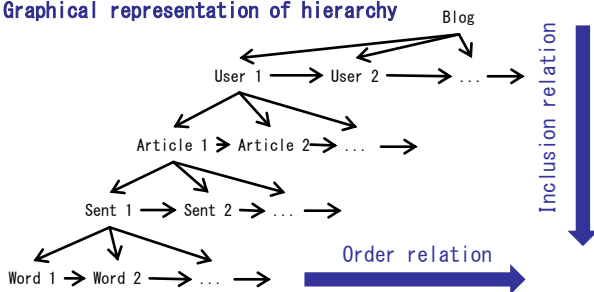 Graphical representation of hierarchy
Blog
User 1 User 2 ...
Article 1 Article 2 ...
Sent 1 Sent 2 ...
Word 1 Word 2 ...
Order relation
Inclusion relation